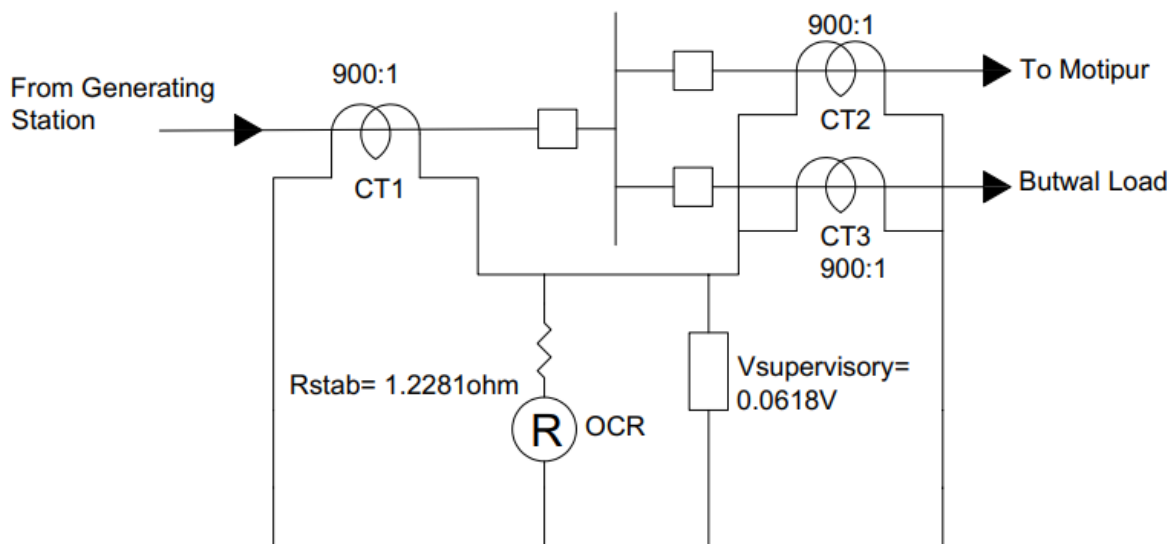 900:1
From Generating
Station
CT1
900:1
To Motipur
CT2
Butwal Load
CT3
900:1
Rstab= 1.2281ohm
R
OCR
Vsupervisory=
0.0618V